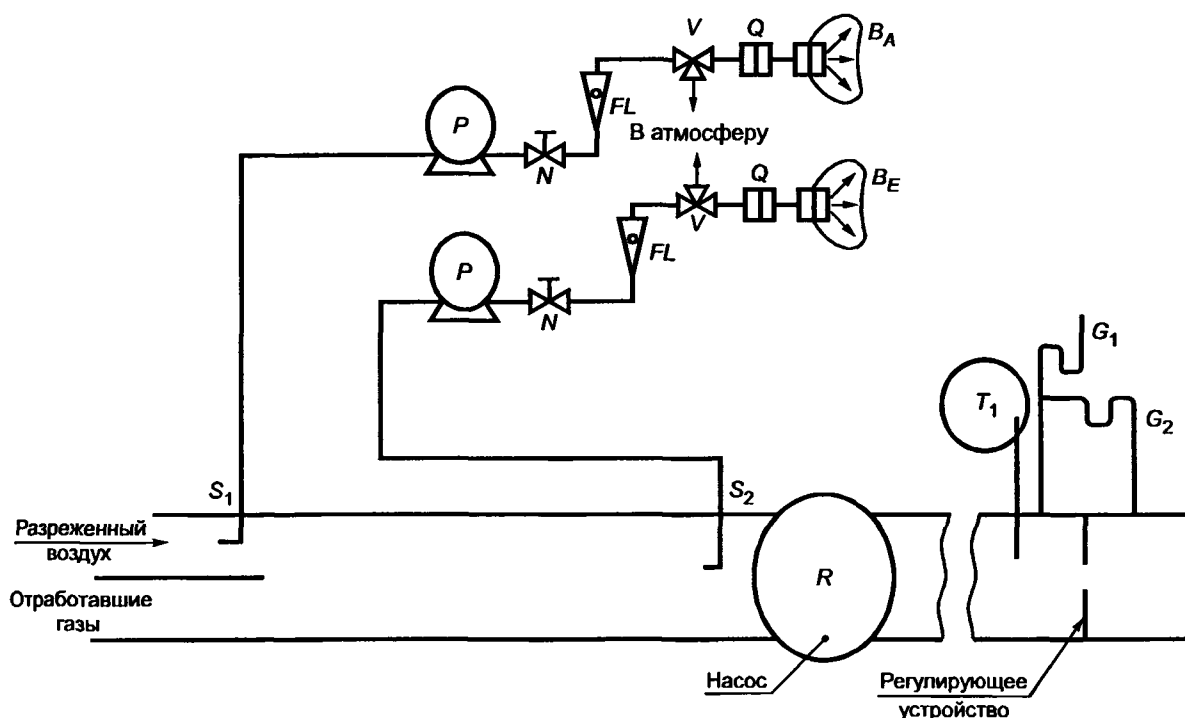 V
Q
B_A
FL
P
N
В атмосферу
V
Q
B_E
FL
P
N
G_1
T_1
G_2
S_1
S_2
Разреженный
воздух
R
Отработавшие
газы
Насос
Регулирующее
устройство